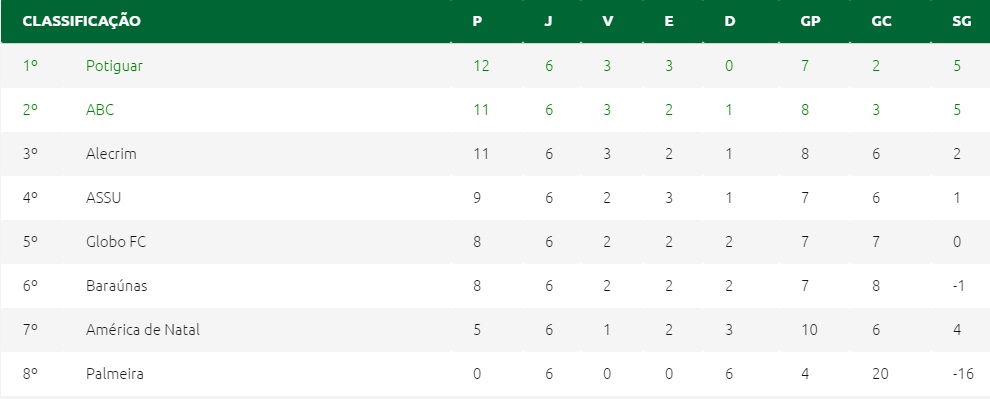 CLASSIFICAÇÃO P J V E D GP GC SG
1º Potiguar 12 6 3 3 0 7 2 5
2º ABC 11 6 3 2 1 8 3 5
3º Alecrim 11 6 3 2 1 8 6 2
4º ASSU 9 6 2 3 1 7 6 1
5º Globo FC 8 6 2 2 2 7 7 0
6º Baraúnas 8 6 2 2 2 7 8 -1
7º América de Natal 5 6 1 2 3 10 6 4
8º Palmeira 0 6 0 0 6 4 20 -16